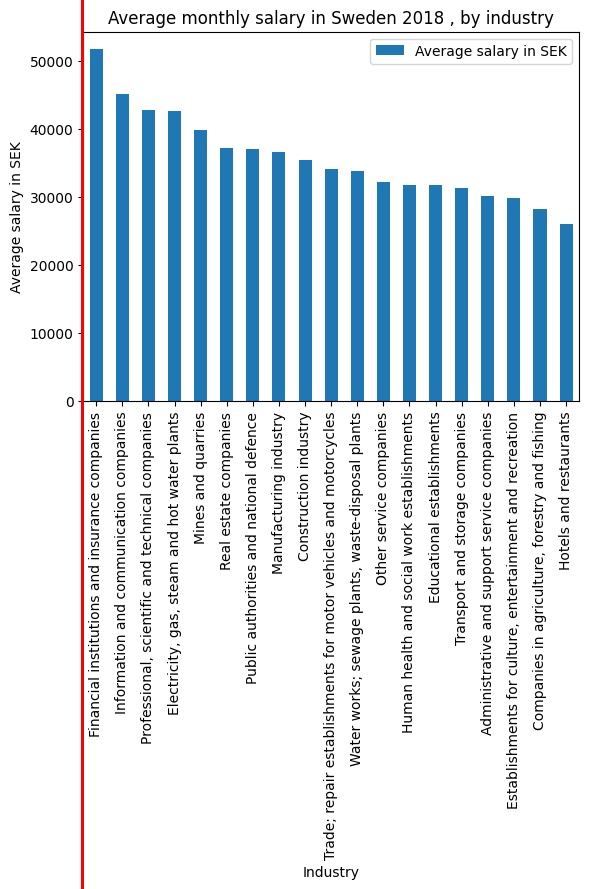 Average monthly salary in Sweden 2018 , by industry
Average salary in SEK
Average salary in SEK
50000
40000
30000
20000
10000
0
Financial institutions and insurance companies
Information and communication companies
Professional, scientific and technical companies
Electricity, gas, steam and hot water plants
Mines and quarries
Real estate companies
Public authorities and national defence
Manufacturing industry
Construction industry
Trade; repair establishments for motor vehicles and motorcycles
Water works; sewage plants, waste-disposal plants
Other service companies
Human health and social work establishments
Educational establishments
Transport and storage companies
Administrative and support service companies
Establishments for culture, entertainment and recreation
Companies in agriculture, forestry and fishing
Hotels and restaurants
Industry